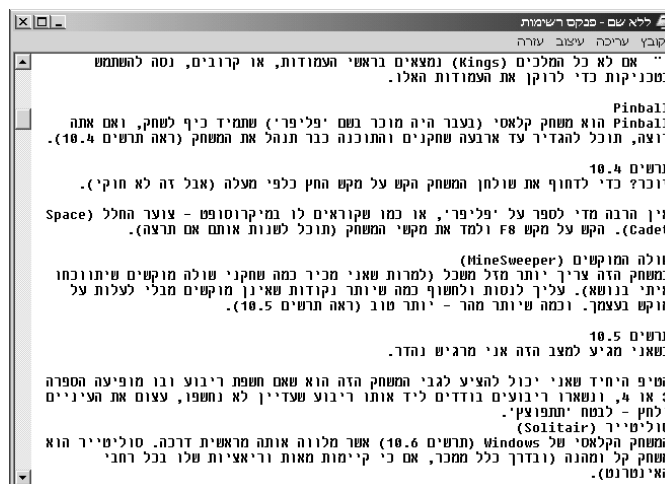 ללא שם - פנקס רשימות
קובץ עריכה עיצוב עזרה
¨ אם לא כל המלכים (Kings) נמצאים בראשי העמודות, או קרובים, נסה להשתמש
בטכניקות כדי לרוקן את העמודות האלו.
Pinball
Pinball הוא משחק קלאסי (בעבר היה מוכר בשם 'פליפר') שתמיד כיף לשחק, ואם אתה
רוצה, תוכל להגדיר עד ארבעה שחקנים והתוכנה כבר תנהל את המשחק (ראה תרשים 10.4).
תרשים 10.4
זוכר? כדי לדחוף את שולחן המשחק הקש על מקש החץ כלפי מעלה (אבל זה לא חוקי).
אין הרבה מדי לספר על 'פליפר', או כמו שקוראים לו במיקרוסופט - צוער החלל (Space
Cadet). הקש על מקש F8 ולמד את מקשי המשחק (תוכל לשנות אותם אם תרצה).
שולה המוקשים (MineSweeper)
במשחק הזה צריך יותר מזל משכל (למרות שאני מכיר כמה שחקני שולה מוקשים שיתווכחו
איתי בנושא). עליך לנסות ולחשוף כמה שיותר נקודות שאינן מוקשים מבלי לעלות על
מוקש בעצמך. וכמה שיותר מהר - יותר טוב (ראה תרשים 10.5).
תרשים 10.5
כשאני מגיע למצב הזה אני מרגיש נהדר.
הטיפ היחיד שאני יכול להציע לגבי המשחק הזה הוא שאם חשפת ריבוע ובו מופיעה הספרה
3 או 4, ונשארו ריבועים בודדים ליד אותו ריבוע שעדיין לא נחשפו, עצום את העיניים
ולחץ - לבטח 'תתפוצץ'.
סוליטייר (Solitair)
המשחק הקלאסי של Windows (תרשים 10.6) אשר מלווה אותה מראשית דרכה. סוליטייר הוא
משחק קל ומהנה (ובדרך כלל ממכר, אם כי קיימות מאות וריאציות שלו בכל רחבי
האינטרנט).